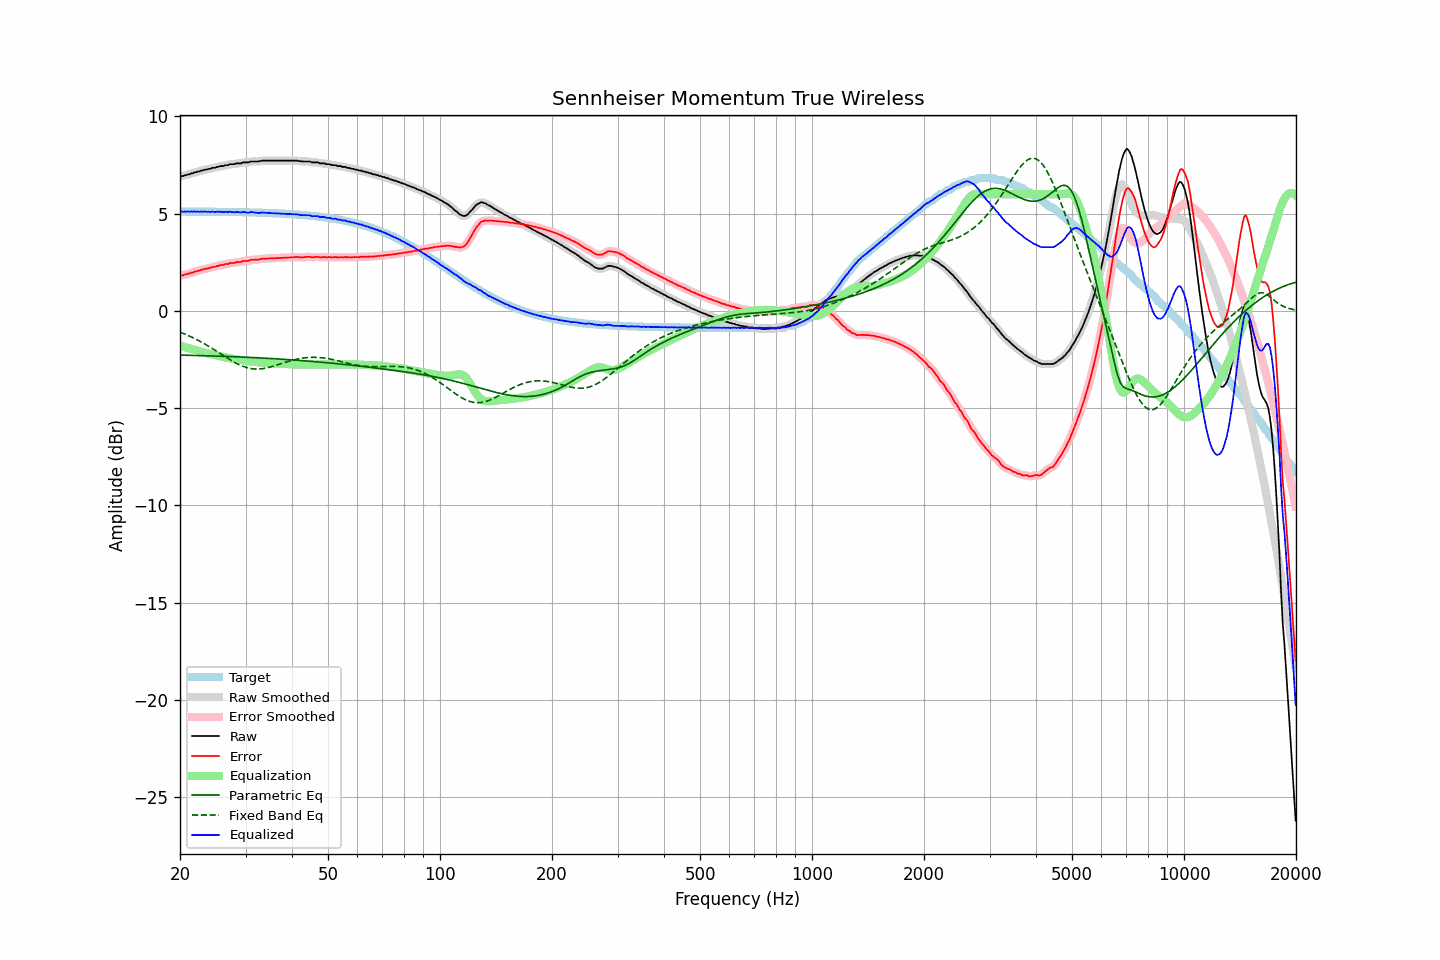 Sennheiser Momentum True Wireless
10
5
0
−5
−10
−15
−20
−25
Amplitude (dBr)
Target
Raw Smoothed
Error Smoothed
Raw
Error
Equalization
Parametric Eq
Fixed Band Eq
Equalized
20 50 100 200 500 1000 2000 5000 10000 20000
Frequency (Hz)